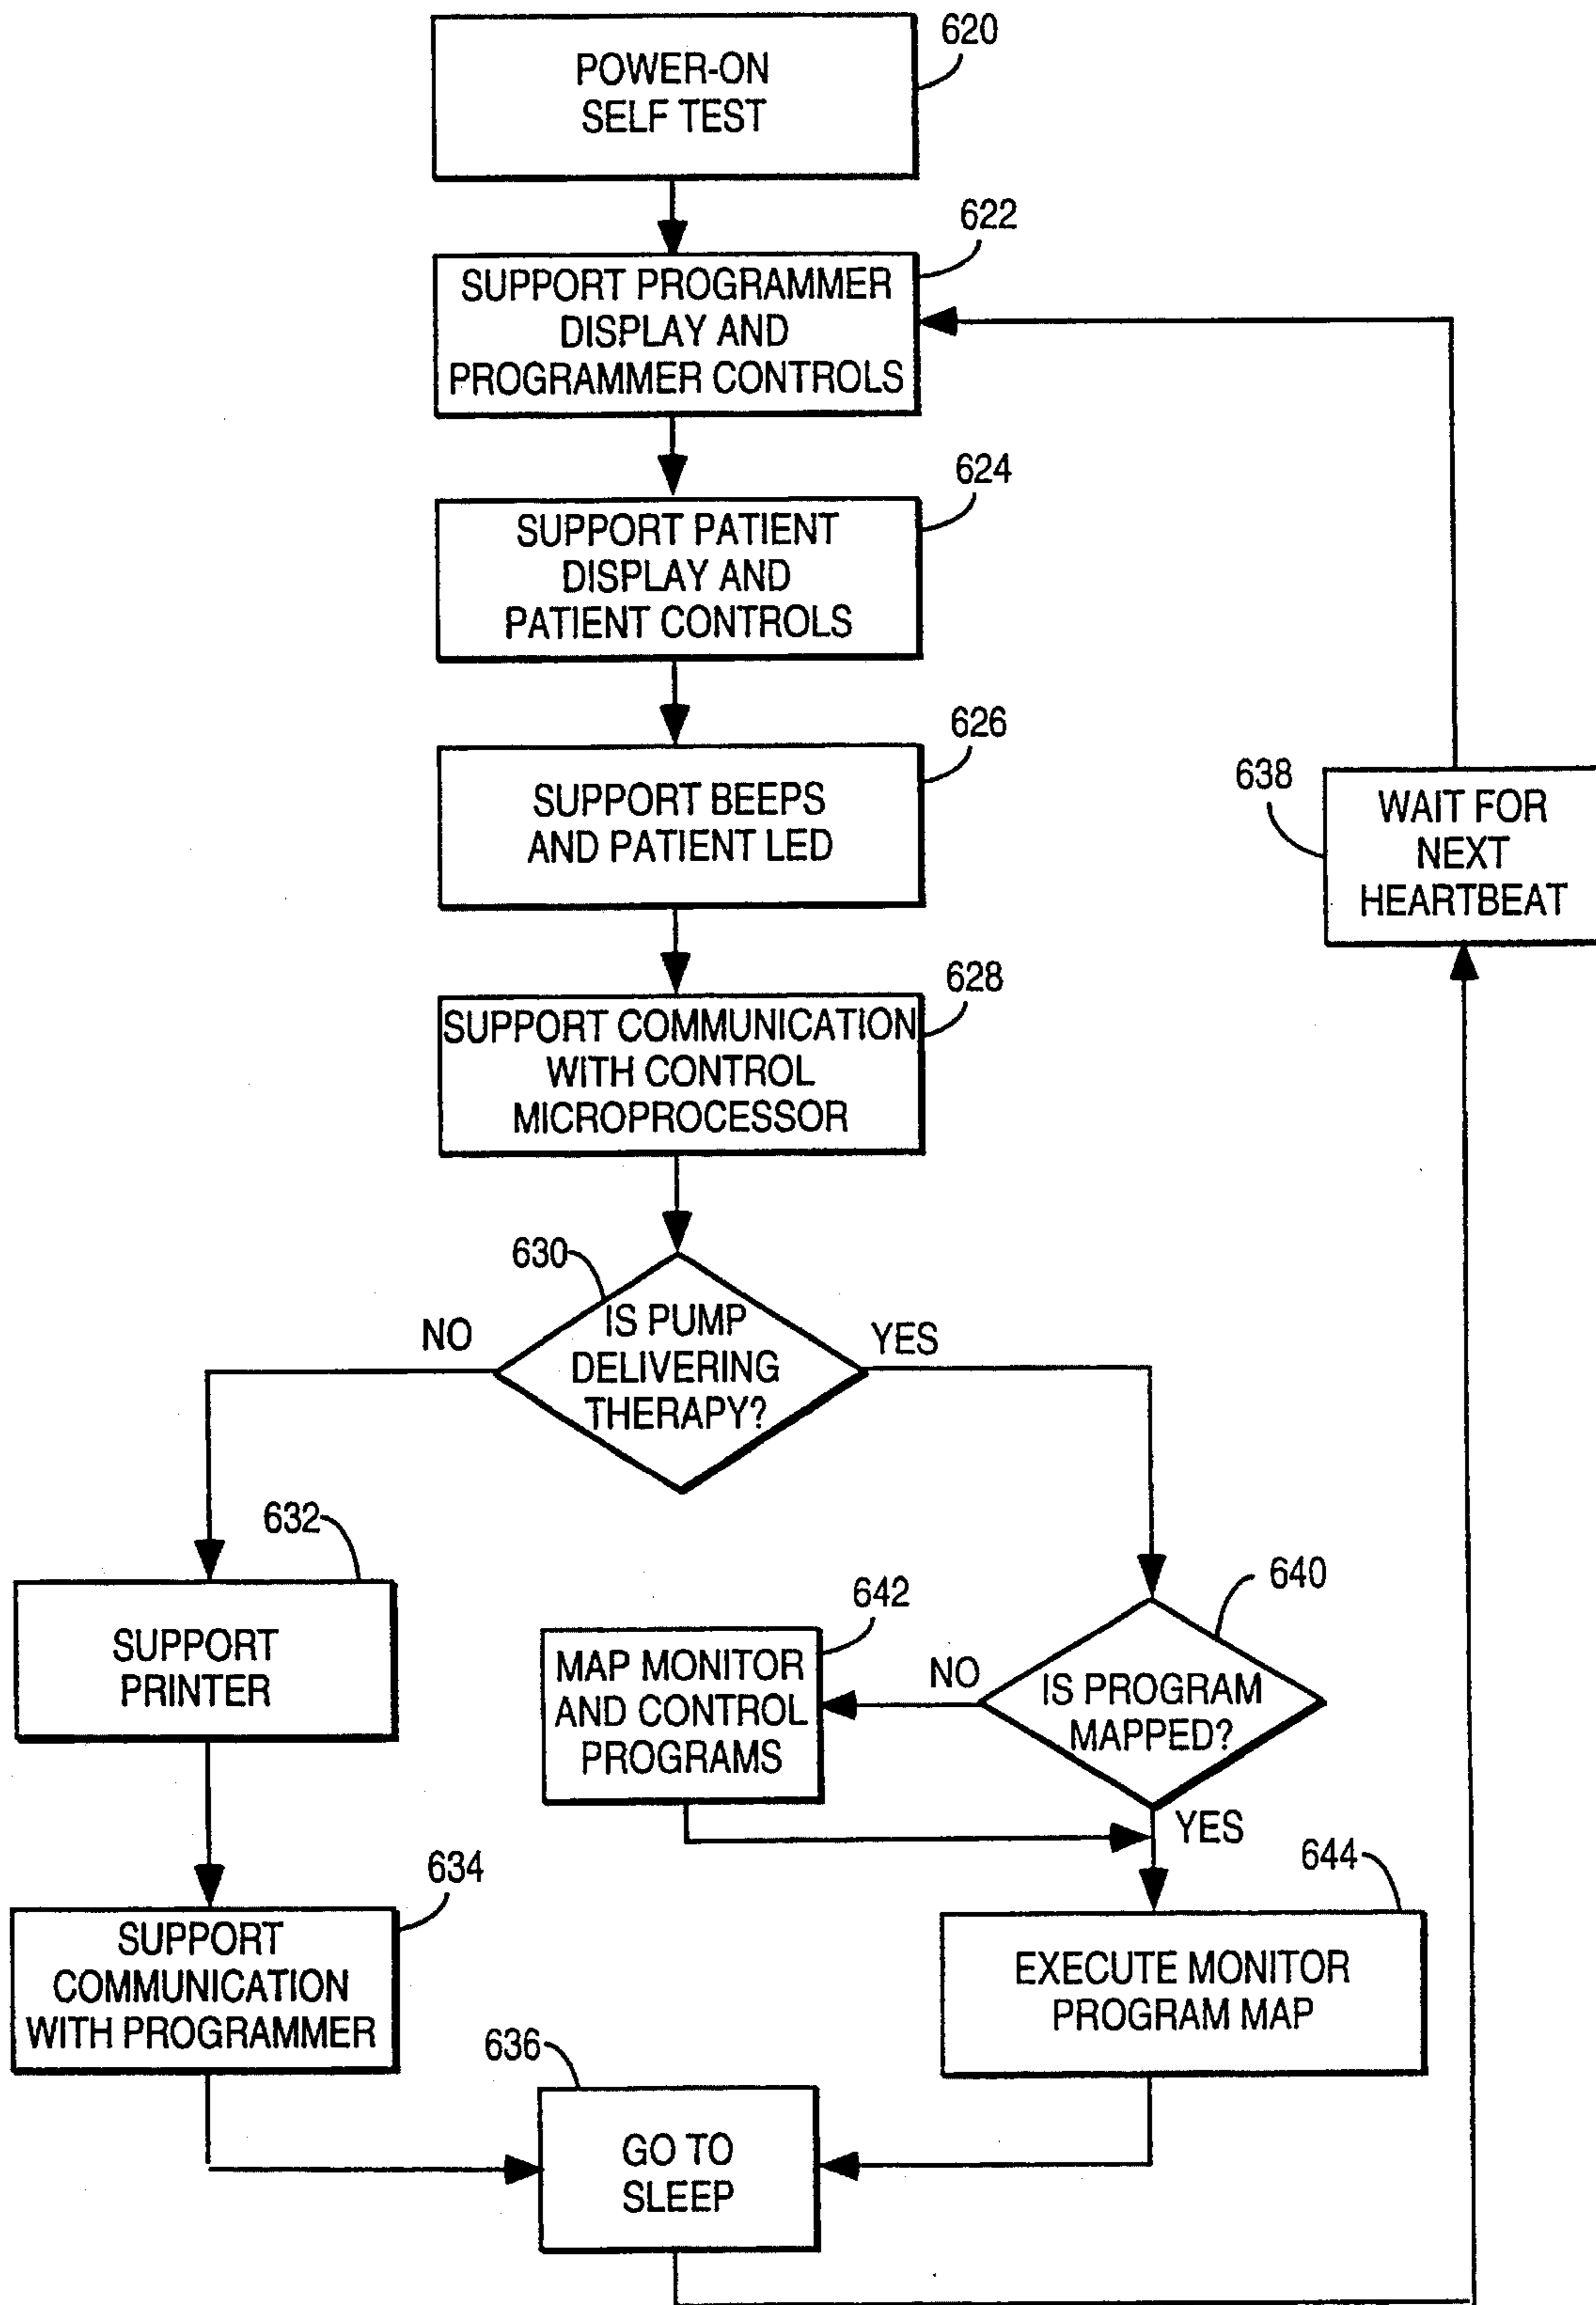 620
POWER-ON
SELF TEST
622
SUPPORT PROGRAMMER
DISPLAY AND
PROGRAMMER CONTROLS
624
SUPPORT PATIENT
DISPLAY AND
PATIENT CONTROLS
626
SUPPORT BEEPS
AND PATIENT LED
638
WAIT FOR
NEXT
HEARTBEAT
628
SUPPORT COMMUNICATION
WITH CONTROL
MICROPROCESSOR
630
IS PUMP
DELIVERING
THERAPY?
NO
YES
632
SUPPORT
PRINTER
640
IS PROGRAM
MAPPED?
NO
642
MAP MONITOR
AND CONTROL
PROGRAMS
YES
634
SUPPORT
COMMUNICATION
WITH PROGRAMMER
644
EXECUTE MONITOR
PROGRAM MAP
636
GO TO
SLEEP